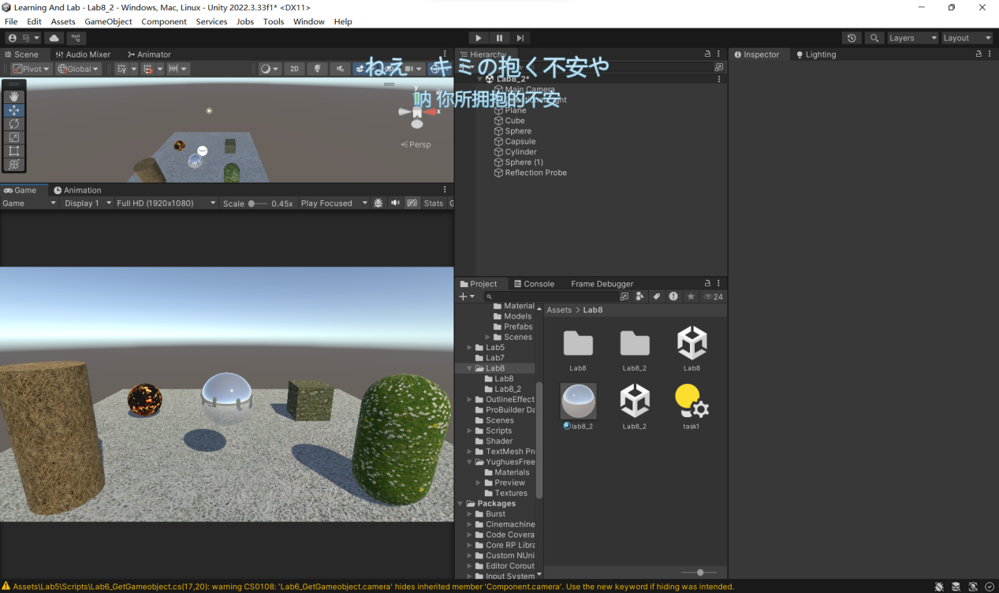 Learning And Lab - Lab8_2 - Windows, Mac, Linux - Unity 2022.3.33f1* <DX11>
File Edit Assets GameObject Component Services Jobs Tools Window Help
马 Layers Layout
Scene Audio Mixer Animator
Pivot Global 2D
y
x
Persp
Game Animation
Game Display 1 Full HD (1920x1080) Scale 0.45x Play Focused Stats G
Hierarchy
ねえ キミの抱く不安や
呐 你所拥抱的不安
Lab8_2*
Main Camera
Plane
Cube
Sphere
Capsule
Cylinder
Sphere (1)
Reflection Probe
Inspector Lighting
Project Console Frame Debugger
24
Material
Models
Prefabs
Scenes
Lab5
Lab7
Lab8
Lab8
Lab8_2
OutlineEffect
ProBuilder Da
Scenes
Scripts
Shader
TextMesh Pro
YughuesFree
Materials
Preview
Textures
Packages
Burst
Cinemachine
Code Covera
Core RP Libra
Custom NUni
Editor Corout
Input System
Assets > Lab8
Lab8 Lab8_2 Lab8
lab8_2 Lab8_2 task1
Assets\Lab5\Scripts\Lab6_GetGameobject.cs(17,20): warning CS0108: 'Lab6_GetGameobject.camera' hides inherited member 'Component.camera'. Use the new keyword if hiding was intended.